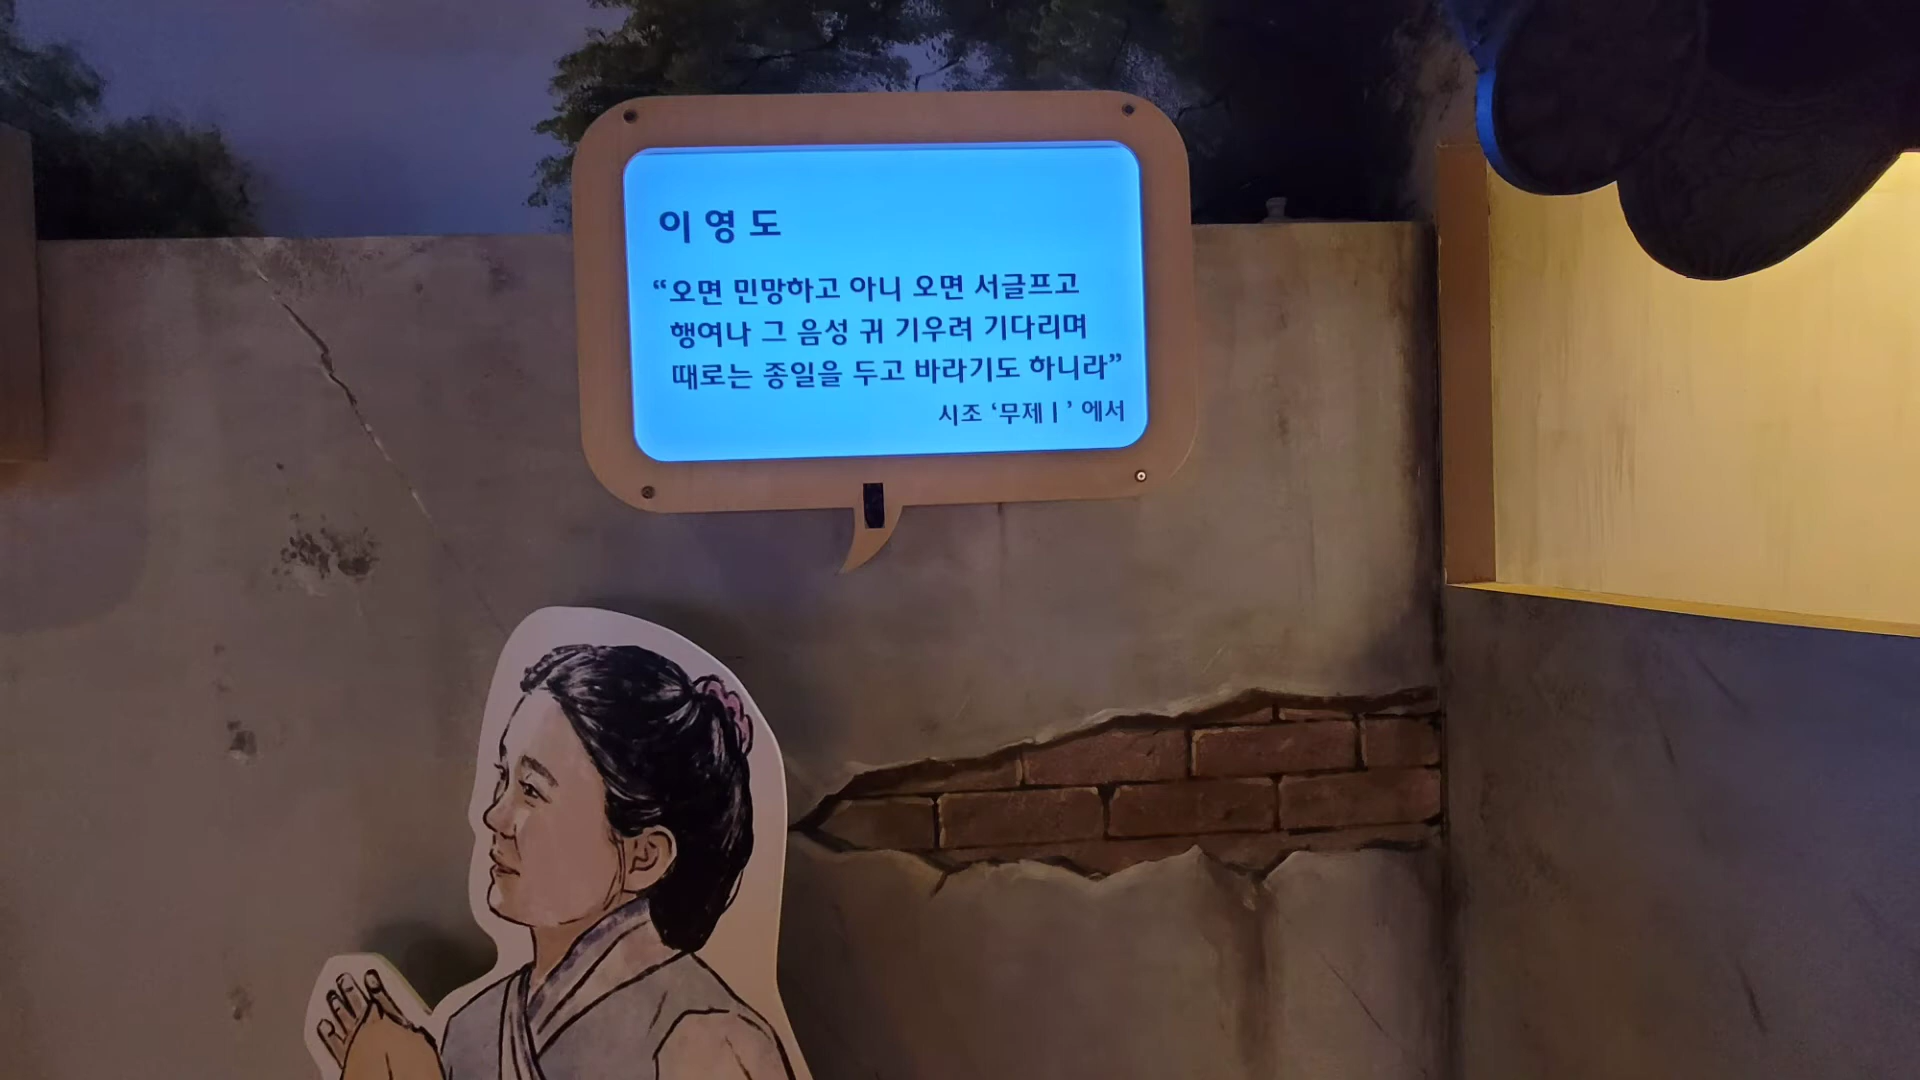 이영도
“오면 민망하고 아니 오면 서글프고
행여나 그 음성 귀 기우려 기다리며
때로는 종일을 두고 바라기도 하니라”
시조 ‘무제Ⅰ’ 에서